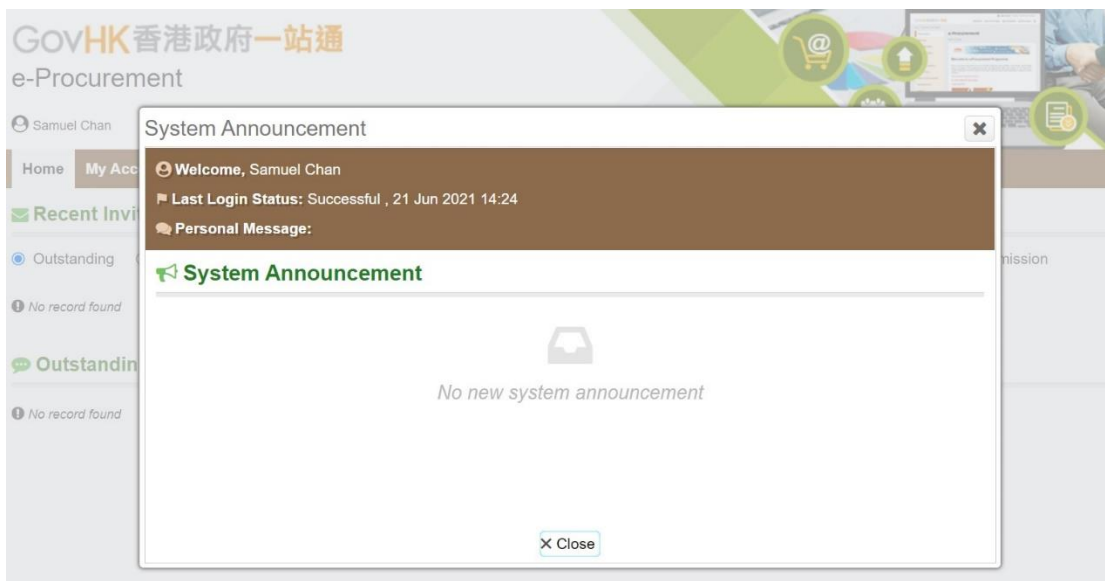 GovHK香港政府一站通
e-Procurement
Samuel Chan
System Announcement
Home My Acc
Welcome, Samuel Chan
Last Login Status: Successful , 21 Jun 2021 14:24
Personal Message:
Recent Invi
Outstanding
System Announcement
No record found
No new system announcement
Outstandin
No record found
Close